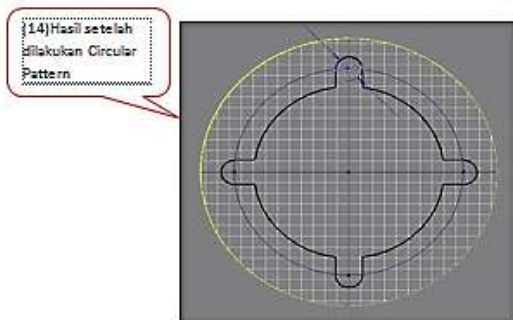 (14)Hasil setelah
dilakukan Circular
Pattern